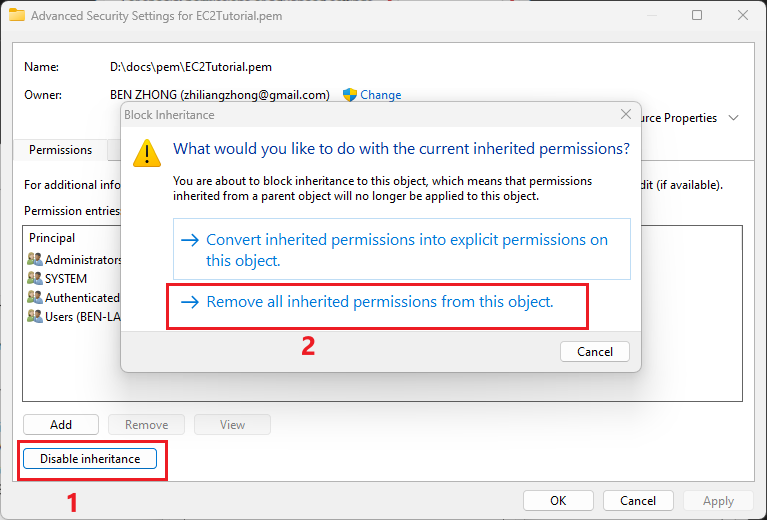 Advanced Security Settings for EC2Tutorial.pem
Name: D:\docs\pem\EC2Tutorial.pem
Owner: BEN ZHONG (zhiliangzhong@gmail.com) Change
Block Inheritance
Properties
What would you like to do with the current inherited permissions?
Permissions
You are about to block inheritance to this object, which means that permissions
inherited from a parent object will no longer be applied to this object.
For additional
(if available).
Permission entries
Principal
Convert inherited permissions into explicit permissions on
this object.
Administrators
SYSTEM
Authenticated
Users (BEN-LA
Remove all inherited permissions from this object.
2
Cancel
Add Remove View
Disable inheritance
1
OK Cancel Apply